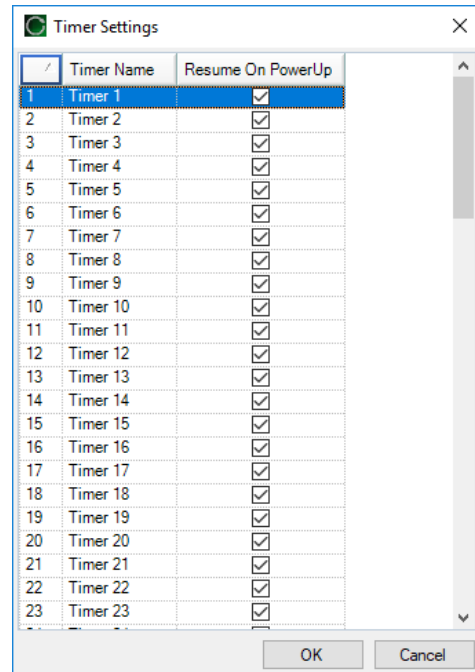 Timer Settings
Timer Name Resume On PowerUp
1 Timer 1
2 Timer 2
3 Timer 3
4 Timer 4
5 Timer 5
6 Timer 6
7 Timer 7
8 Timer 8
9 Timer 9
10 Timer 10
11 Timer 11
12 Timer 12
13 Timer 13
14 Timer 14
15 Timer 15
16 Timer 16
17 Timer 17
18 Timer 18
19 Timer 19
20 Timer 20
21 Timer 21
22 Timer 22
23 Timer 23
OK Cancel